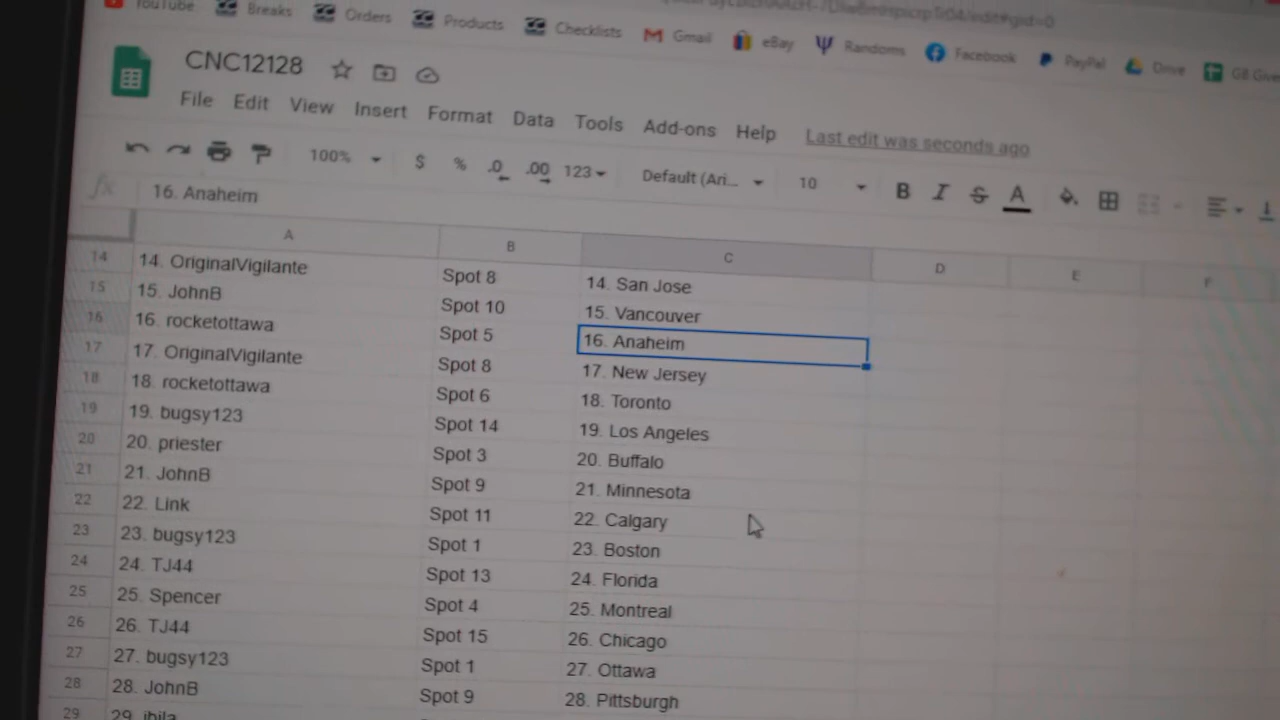 YouTube Breaks Orders Products Checklists Gmail eBay Randoms Facebook PayPal Drive GB
CNC12128
File Edit View Insert Format Data Tools Add-ons Help Last edit was seconds ago
100% $ % .0 .00 123 Default (Ari... 10 B I S A
fx 16. Anaheim
A B C D E F
14 14. OriginalVigilante Spot 8 14. San Jose
15 15. JohnB Spot 10 15. Vancouver
16 16. rocketottawa Spot 5 16. Anaheim
17 17. OriginalVigilante Spot 8 17. New Jersey
18 18. rocketottawa Spot 6 18. Toronto
19 19. bugsy123 Spot 14 19. Los Angeles
20 20. priester Spot 3 20. Buffalo
21 21. JohnB Spot 9 21. Minnesota
22 22. Link Spot 11 22. Calgary
23 23. bugsy123 Spot 1 23. Boston
24 24. TJ44 Spot 13 24. Florida
25 25. Spencer Spot 4 25. Montreal
26 26. TJ44 Spot 15 26. Chicago
27 27. bugsy123 Spot 1 27. Ottawa
28 28. JohnB Spot 9 28. Pittsburgh
29 29.